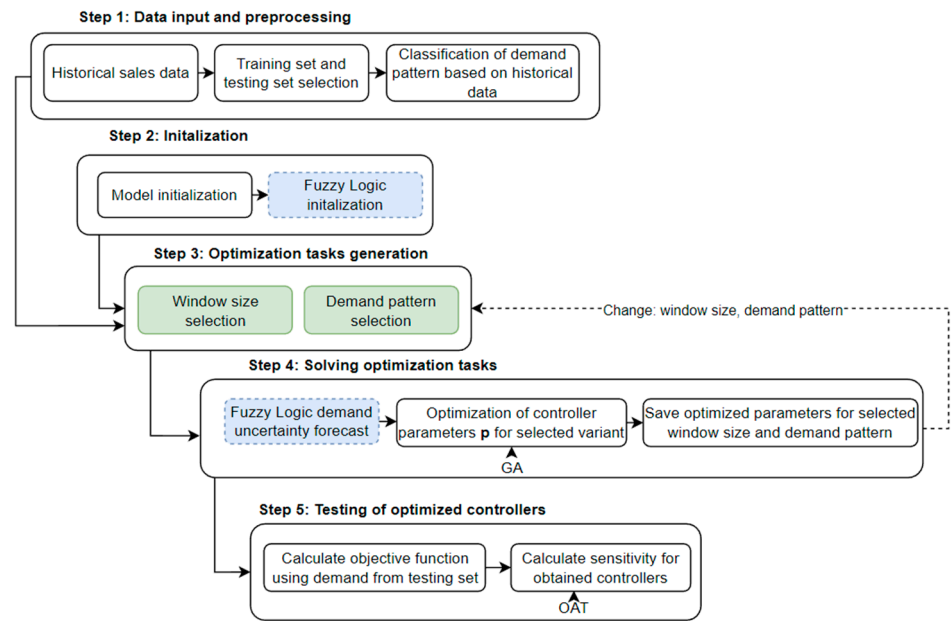 Step 1: Data input and preprocessing
Historical sales data
Training set and
testing set selection
Classification of demand
pattern based on historical
data
Step 2: Initalization
Model initialization
Fuzzy Logic
initalization
Step 3: Optimization tasks generation
Window size
selection
Demand pattern
selection
Change: window size, demand pattern
Step 4: Solving optimization tasks
Fuzzy Logic demand
uncertainty forecast
Optimization of controller
parameters p for selected variant
Save optimized parameters for selected
window size and demand pattern
GA
Step 5: Testing of optimized controllers
Calculate objective function
using demand from testing set
Calculate sensitivity for
obtained controllers
OAT